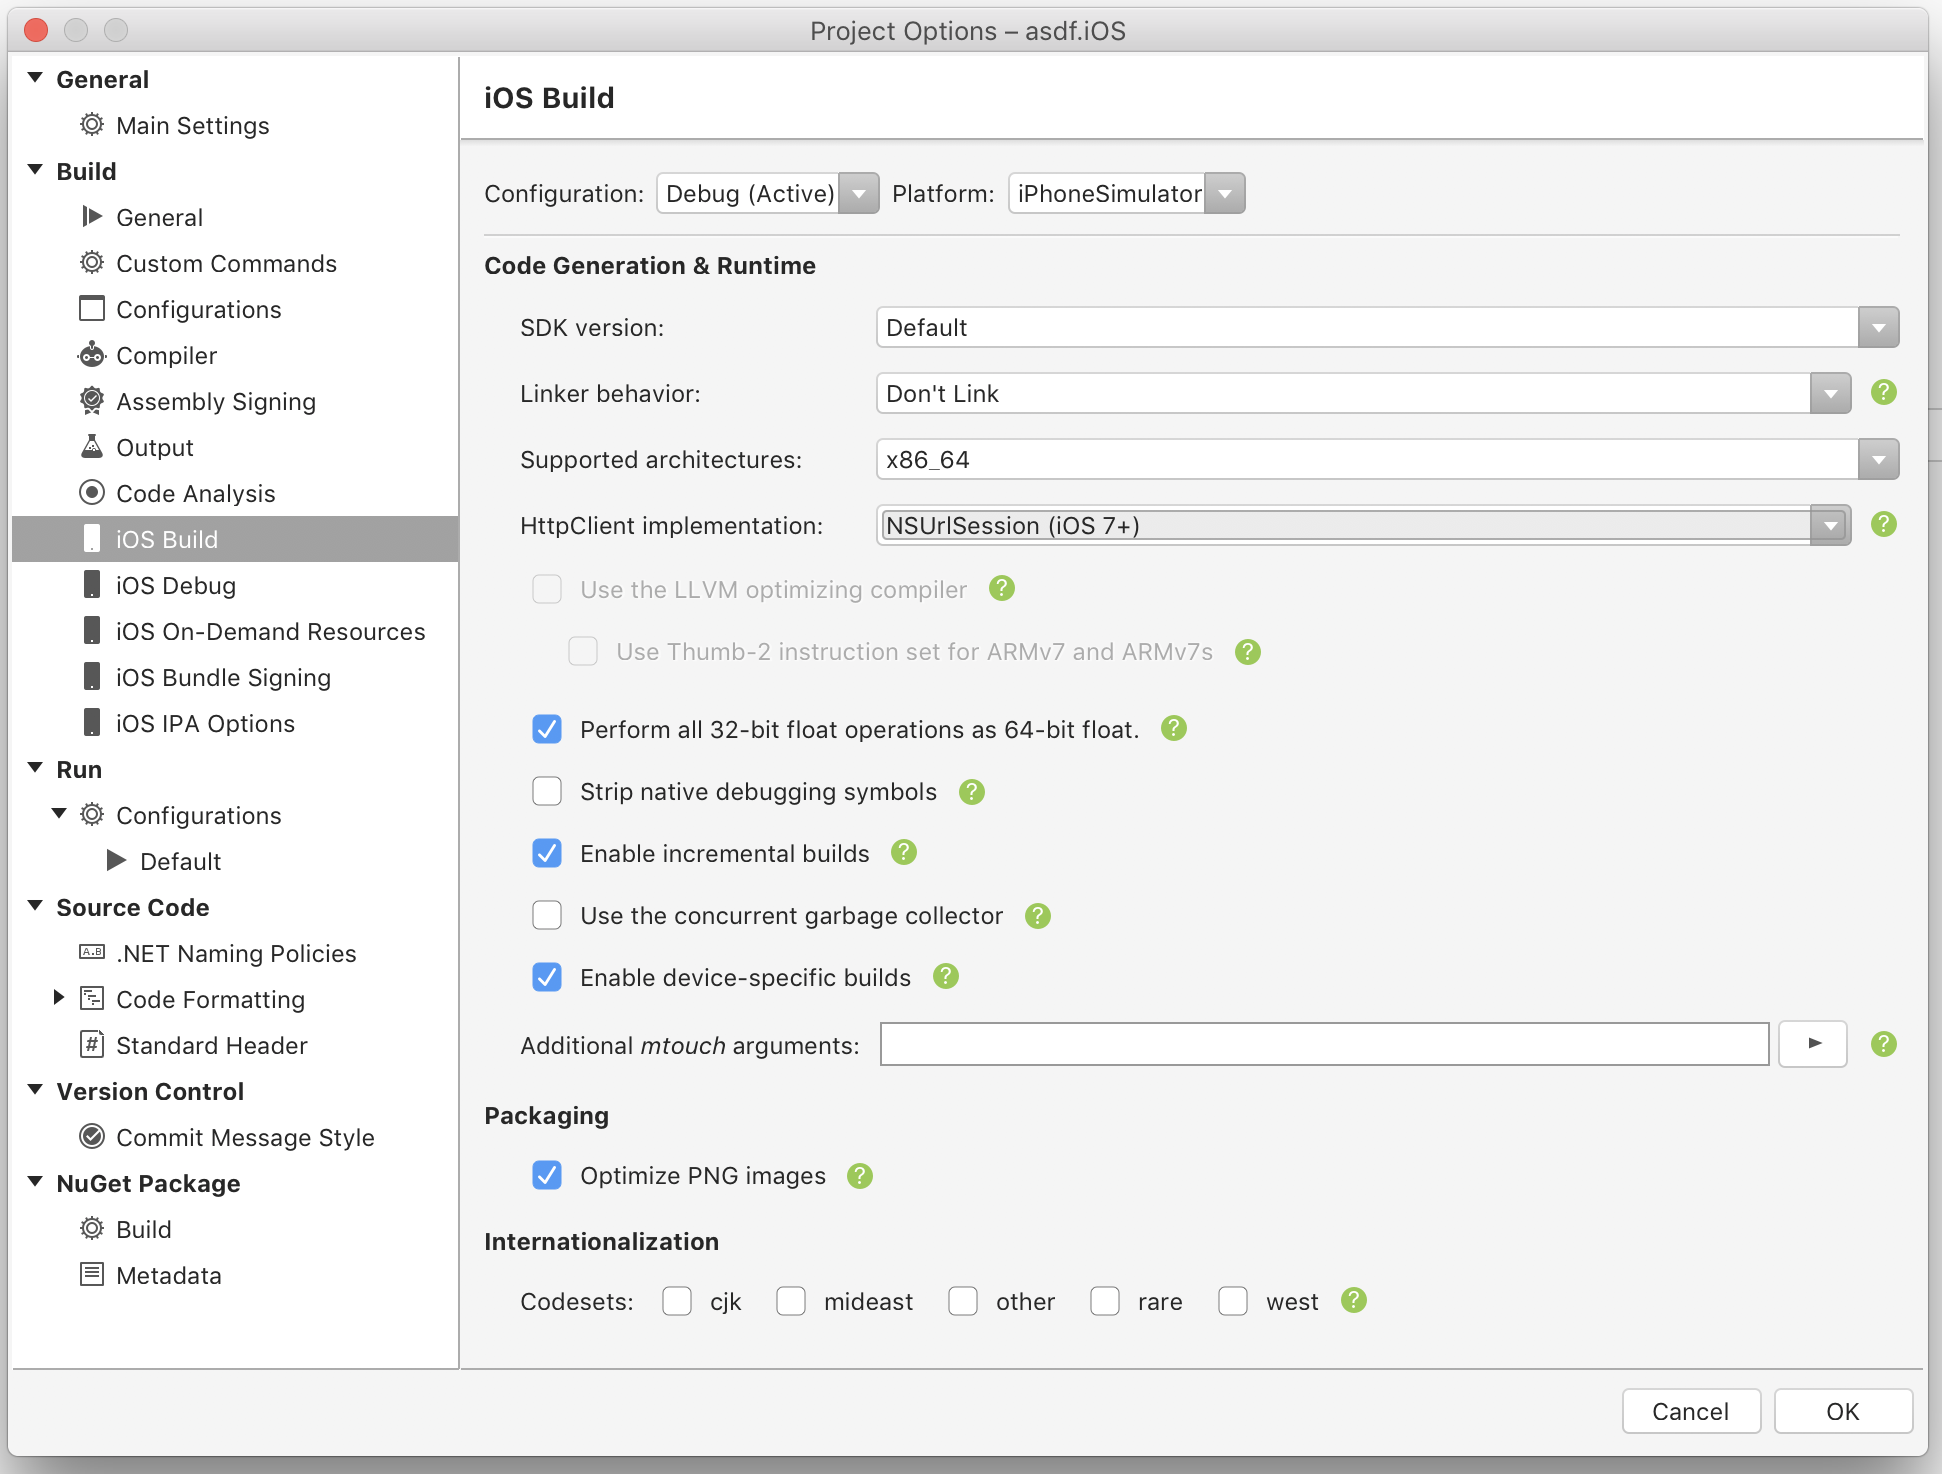 Project Options – asdf.iOS
General
Main Settings
Build
General
Custom Commands
Configurations
Compiler
Assembly Signing
Output
Code Analysis
iOS Build
iOS Debug
iOS On-Demand Resources
iOS Bundle Signing
iOS IPA Options
Run
Configurations
Default
Source Code
A.B .NET Naming Policies
Code Formatting
# Standard Header
Version Control
Commit Message Style
NuGet Package
Build
Metadata
iOS Build
Configuration: Debug (Active) Platform: iPhoneSimulator
Code Generation & Runtime
SDK version: Default
Linker behavior: Don't Link ?
Supported architectures: x86_64
HttpClient implementation: NSUrlSession (iOS 7+) ?
Use the LLVM optimizing compiler ?
Use Thumb-2 instruction set for ARMv7 and ARMv7s ?
Perform all 32-bit float operations as 64-bit float. ?
Strip native debugging symbols ?
Enable incremental builds ?
Use the concurrent garbage collector ?
Enable device-specific builds ?
Additional mtouch arguments: ?
Packaging
Optimize PNG images ?
Internationalization
Codesets: cjk mideast other rare west ?
Cancel OK